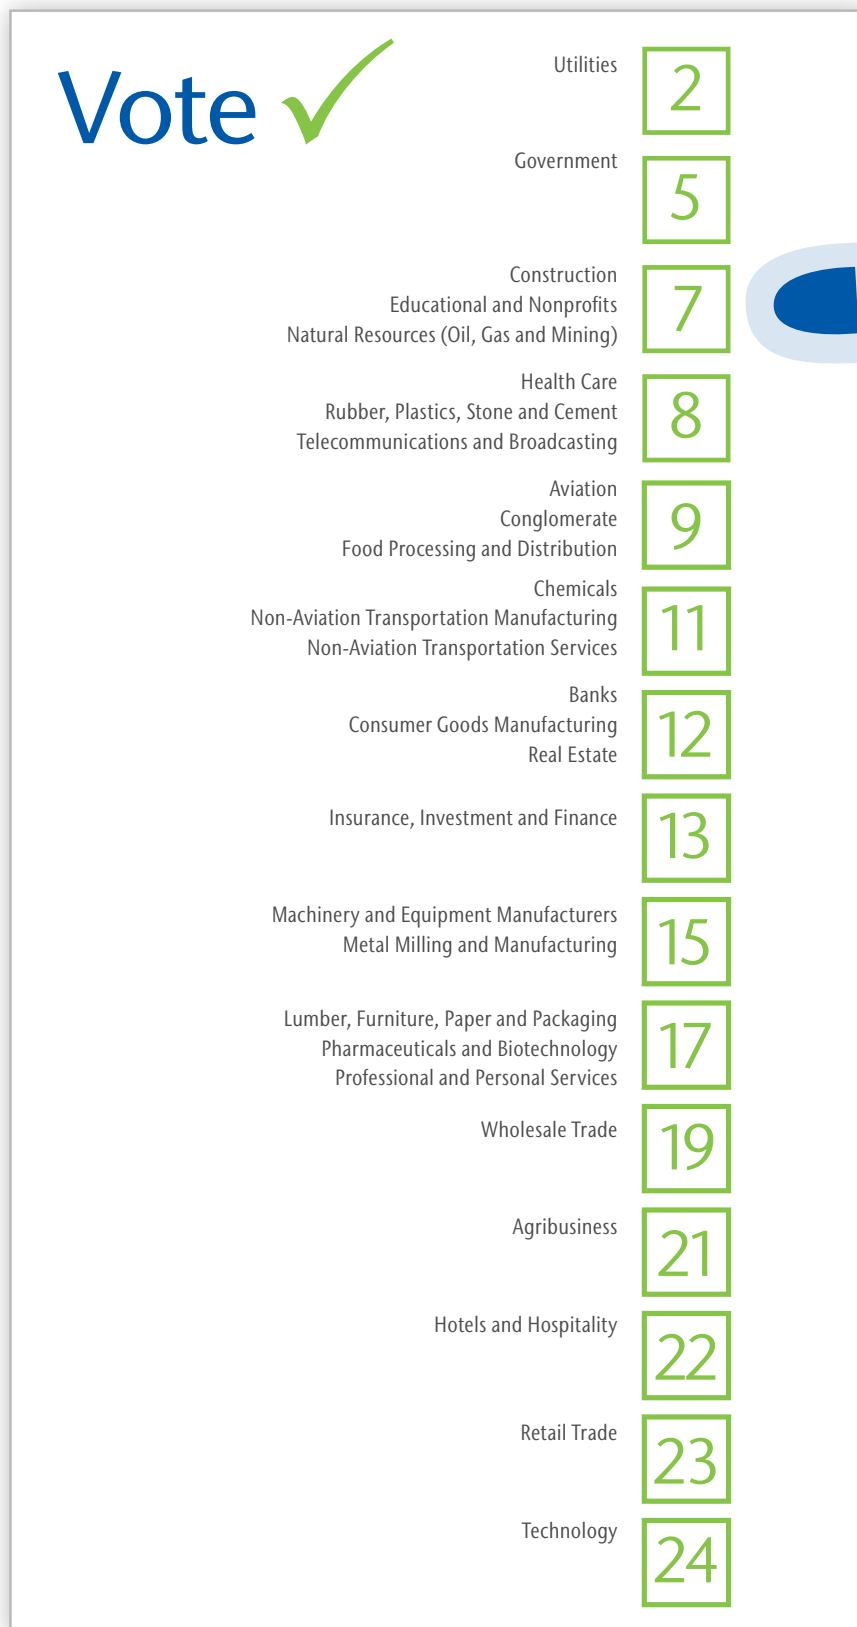 Vote
Utilities
2
Government
5
Construction
Educational and Nonprofits
Natural Resources (Oil, Gas and Mining)
7
Health Care
Rubber, Plastics, Stone and Cement
Telecommunications and Broadcasting
8
Aviation
Conglomerate
Food Processing and Distribution
9
Chemicals
Non-Aviation Transportation Manufacturing
Non-Aviation Transportation Services
11
Banks
Consumer Goods Manufacturing
Real Estate
12
Insurance, Investment and Finance
13
Machinery and Equipment Manufacturers
Metal Milling and Manufacturing
15
Lumber, Furniture, Paper and Packaging
Pharmaceuticals and Biotechnology
Professional and Personal Services
17
Wholesale Trade
19
Agribusiness
21
Hotels and Hospitality
22
Retail Trade
23
Technology
24